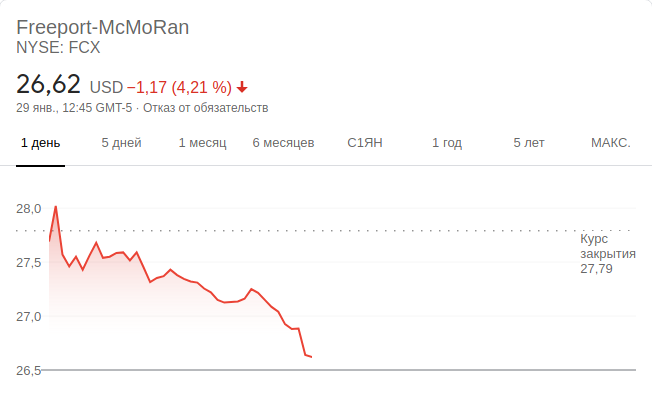 Freeport-McMoRan
NYSE: FCX
26,62 USD −1,17 (4,21 %)
29 янв., 12:45 GMT-5 · Отказ от обязательств
1 день 5 дней 1 месяц 6 месяцев С1ЯН 1 год 5 лет МАКС.
28,0
Курс
закрытия
27,79
27,5
27,0
26,5